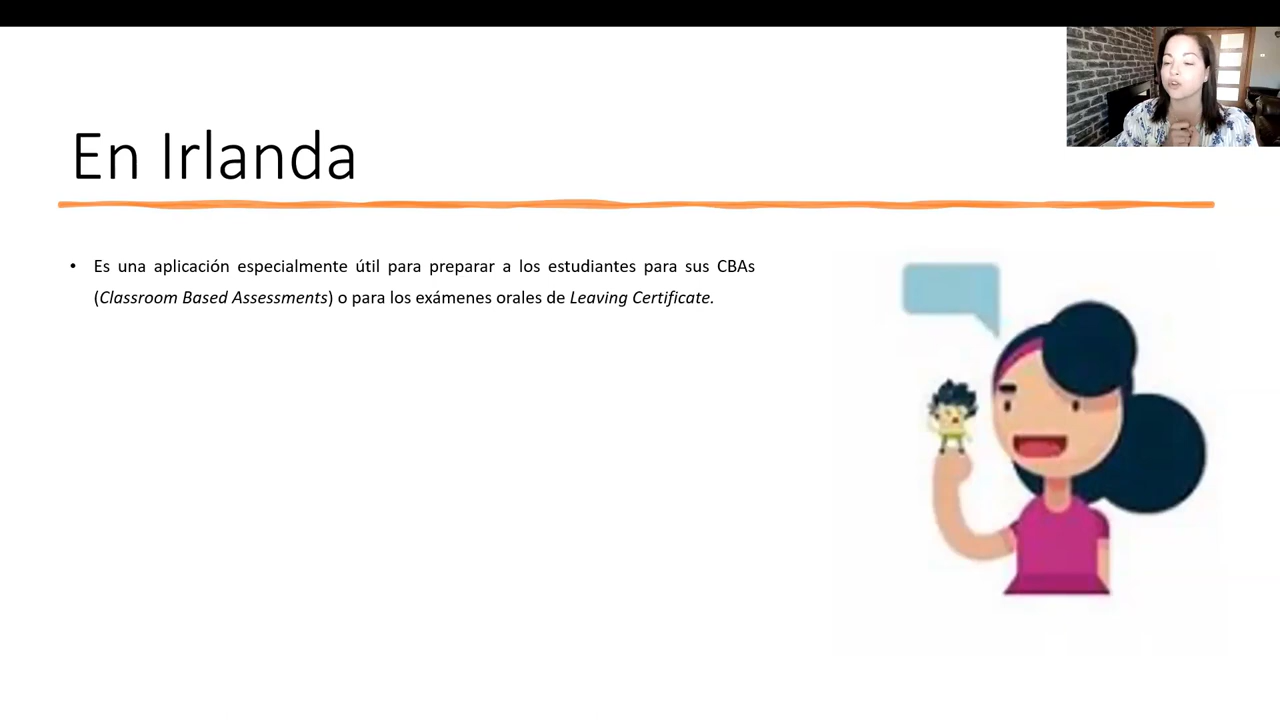 En Irlanda
• Es una aplicación especialmente útil para preparar a los estudiantes para sus CBAs
(Classroom Based Assessments) o para los exámenes orales de Leaving Certificate.